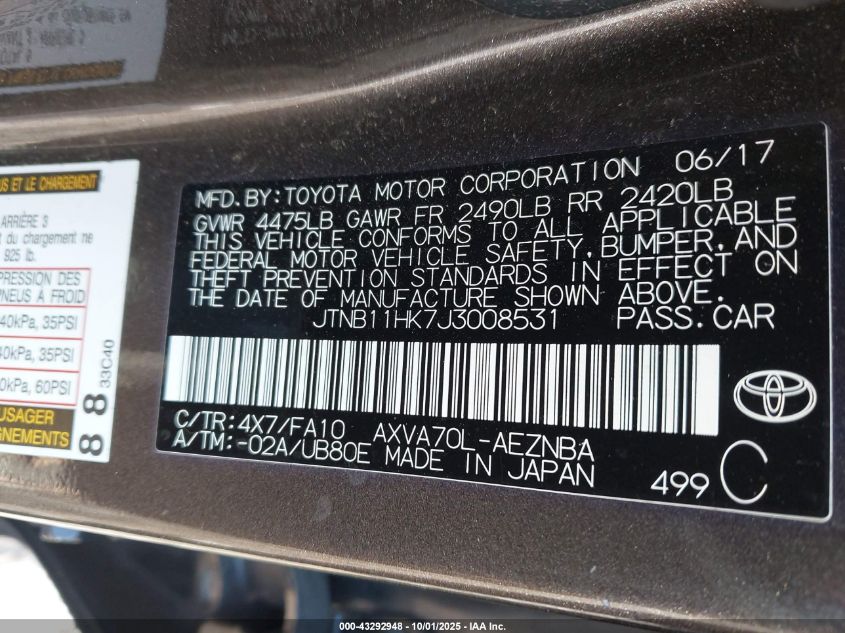 US ET LE CHARGEMENT
ARRIÈRE 3
t du chargement ne
925 lb.
PRESSION DES
PNEUS À FROID
40kPa, 35PSI
40kPa, 35PSI
0kPa, 60PSI
USAGER
GNEMENTS
88
33C40
MFD. BY: TOYOTA MOTOR CORPORATION 06/17
GVWR 4475LB GAWR FR 2490LB RR 2420LB
THIS VEHICLE CONFORMS TO ALL APPLICABLE
FEDERAL MOTOR VEHICLE SAFETY, BUMPER, AND
THEFT PREVENTION STANDARDS IN EFFECT ON
THE DATE OF MANUFACTURE SHOWN ABOVE.
JTNB11HK7J3008531 PASS.CAR
C/TR: 4X7/FA10 AXVA70L-AEZNBA
A/TM: -02A/UB80E MADE IN JAPAN
499 C
000-43292948 - 10/01/2025 - IAA Inc.